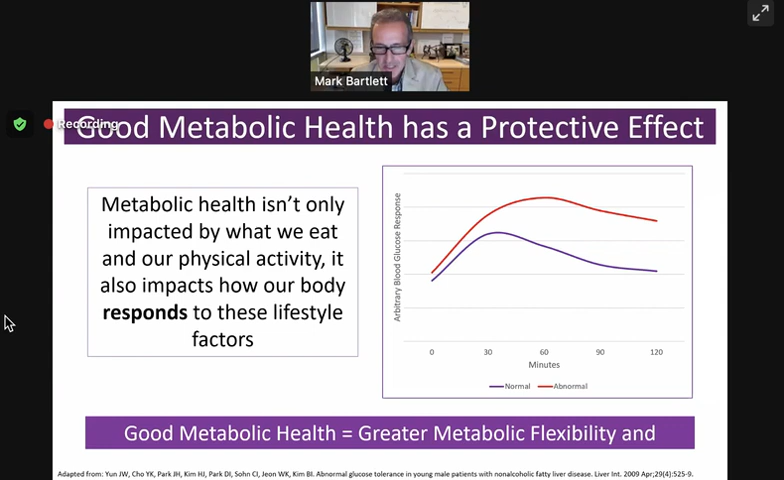 Mark Bartlett
Recording
Good Metabolic Health has a Protective Effect
Metabolic health isn't only
impacted by what we eat
and our physical activity, it
also impacts how our body
responds to these lifestyle
factors
Arbitrary Blood Glucose Response
0 30 60 90 120
Minutes
Normal Abnormal
Good Metabolic Health = Greater Metabolic Flexibility and
Adapted from: Yun JW, Cho YK, Park JH, Kim HJ, Park DI, Sohn CI, Jeon WK, Kim BI. Abnormal glucose tolerance in young male patients with nonalcoholic fatty liver disease. Liver Int. 2009 Apr;29(4):525-9.